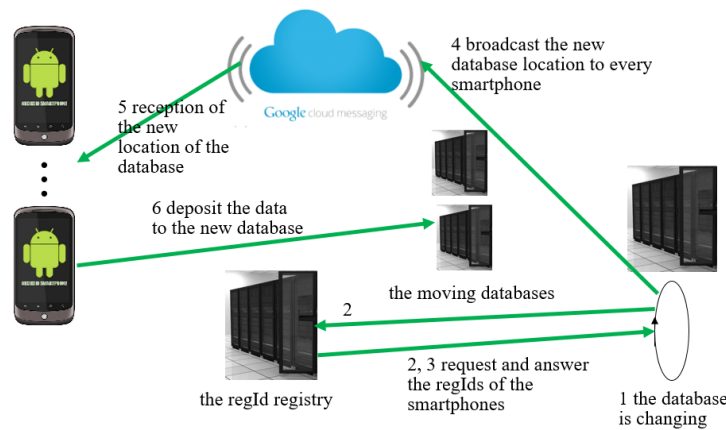 4 broadcast the new
database location to every
smartphone
Google cloud messaging
5 reception of
the new
location of the
database
6 deposit the data
to the new database
the moving databases
2
2, 3 request and answer
the regIds of the
smartphones
the regId registry
1 the database
is changing